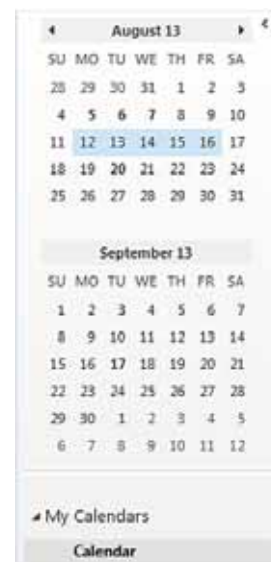 August 13
SU MO TU WE TH FR SA
28 29 30 31 1 2 3
4 5 6 7 8 9 10
11 12 13 14 15 16 17
18 19 20 21 22 23 24
25 26 27 28 29 30 31
September 13
SU MO TU WE TH FR SA
1 2 3 4 5 6 7
8 9 10 11 12 13 14
15 16 17 18 19 20 21
22 23 24 25 26 27 28
29 30 1 2 3 4 5
6 7 8 9 10 11 12
My Calendars
Calendar